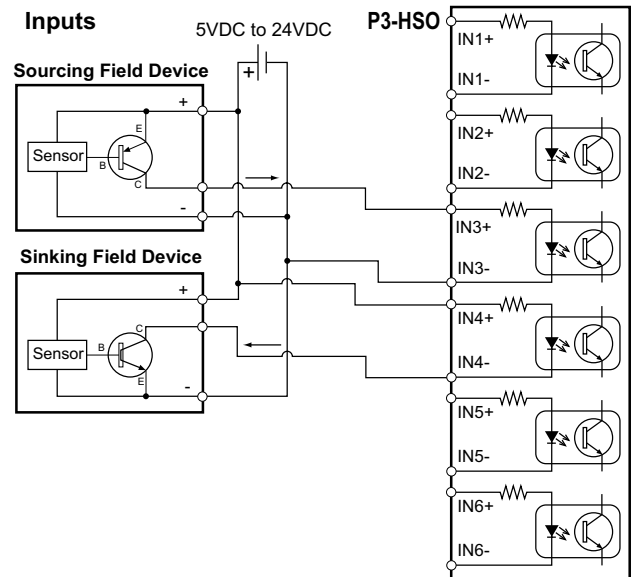 Inputs
5VDC to 24VDC
P3-HSO
+
Sourcing Field Device
+
E
Sensor
B
C
-
Sinking Field Device
+
C
Sensor
B
E
-
IN1+
IN1-
IN2+
IN2-
IN3+
IN3-
IN4+
IN4-
IN5+
IN5-
IN6+
IN6-